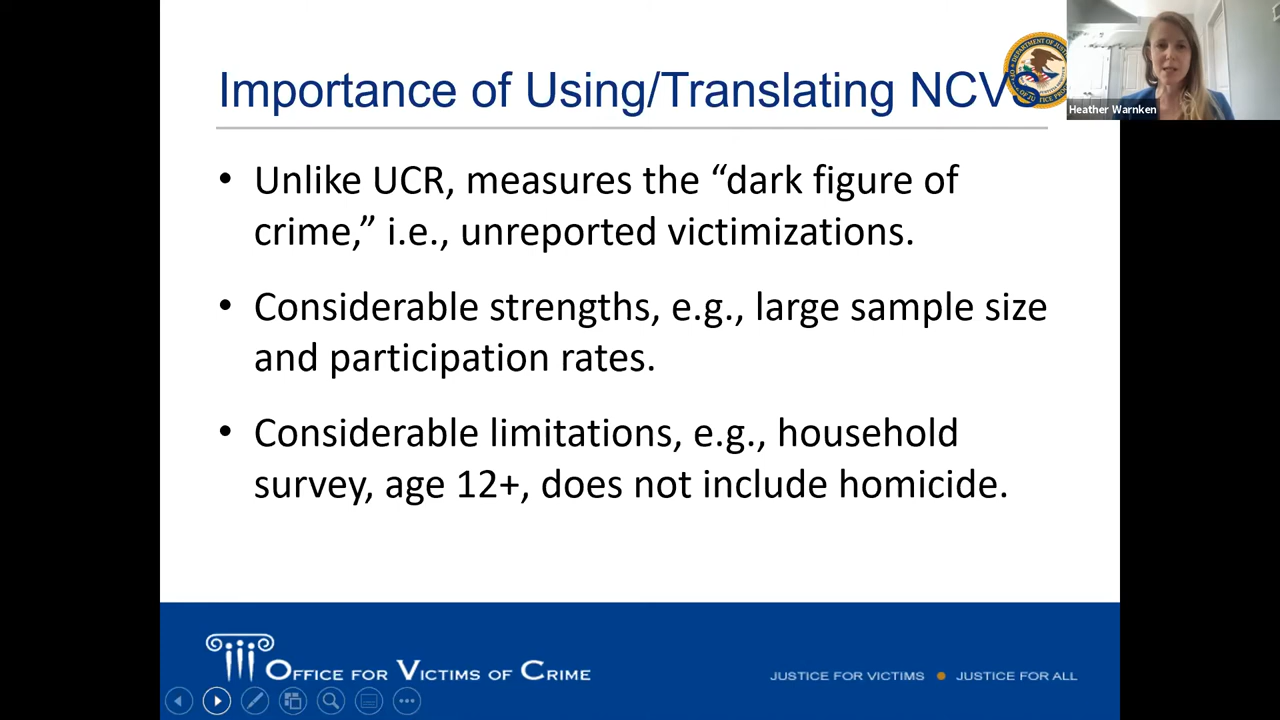 Importance of Using/Translating NCVS
Heather Warnken
• Unlike UCR, measures the “dark figure of
crime,” i.e., unreported victimizations.
• Considerable strengths, e.g., large sample size
and participation rates.
• Considerable limitations, e.g., household
survey, age 12+, does not include homicide.
OFFICE FOR VICTIMS OF CRIME
JUSTICE FOR VICTIMS • JUSTICE FOR ALL